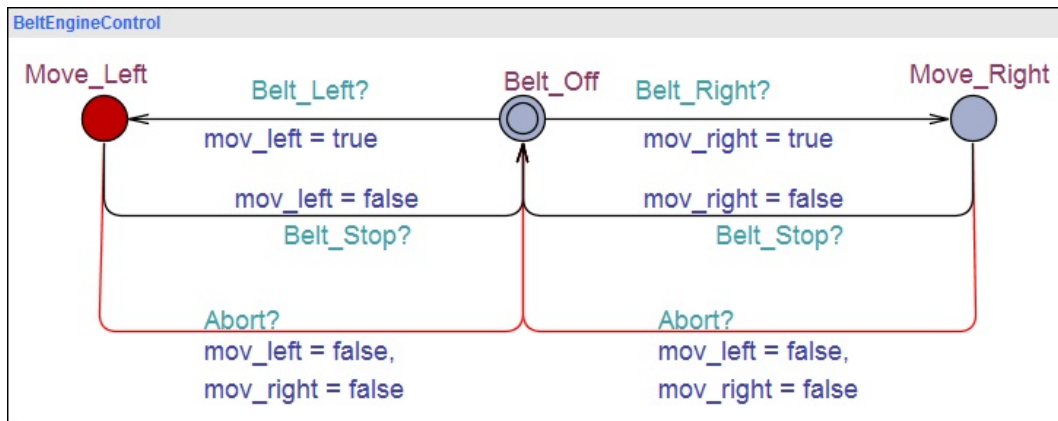 BeltEngineControl
Move_Left
Belt_Off
Move_Right
Belt_Left?
Belt_Right?
mov_left = true
mov_right = true
mov_left = false
mov_right = false
Belt_Stop?
Belt_Stop?
Abort?
mov_left = false,
mov_right = false
Abort?
mov_left = false,
mov_right = false